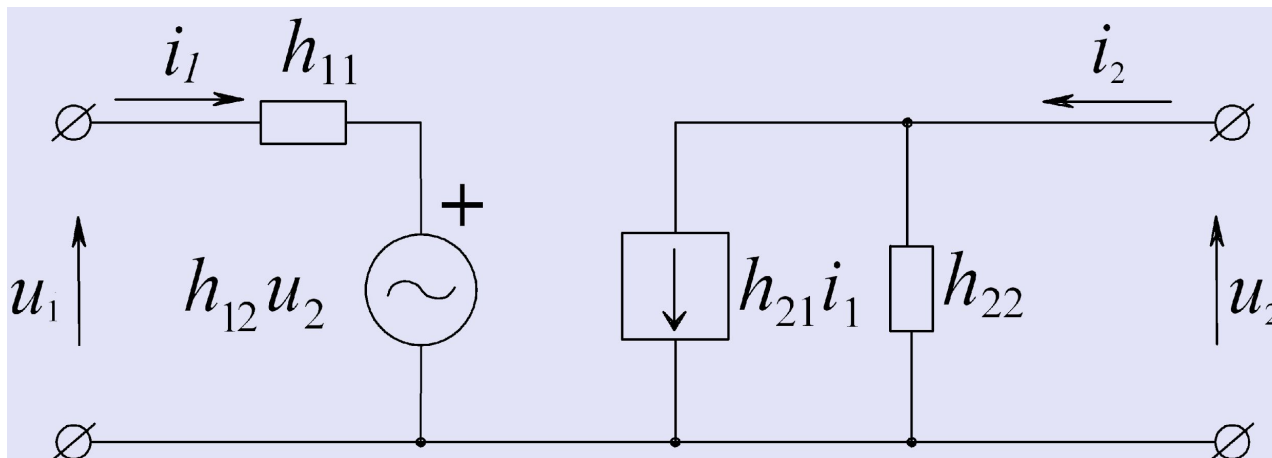 i₁ h₁₁ i₂
+
u₁ h₁₂u₂ h₂₁i₁ h₂₂ u₂